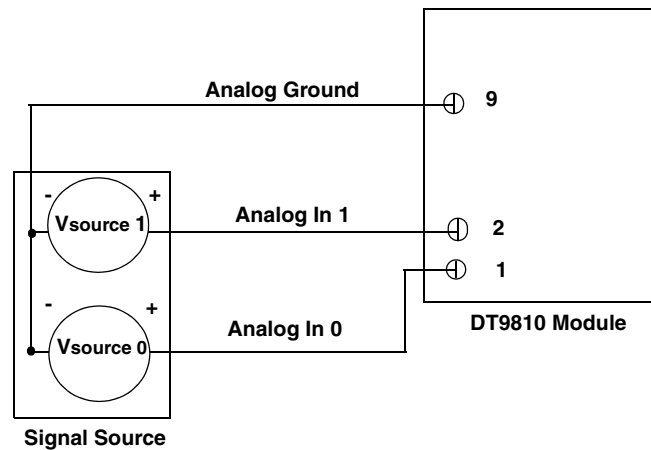 Analog Ground
9
- +
Vsource 1
Analog In 1
2
1
- +
Vsource 0
Analog In 0
DT9810 Module
Signal Source